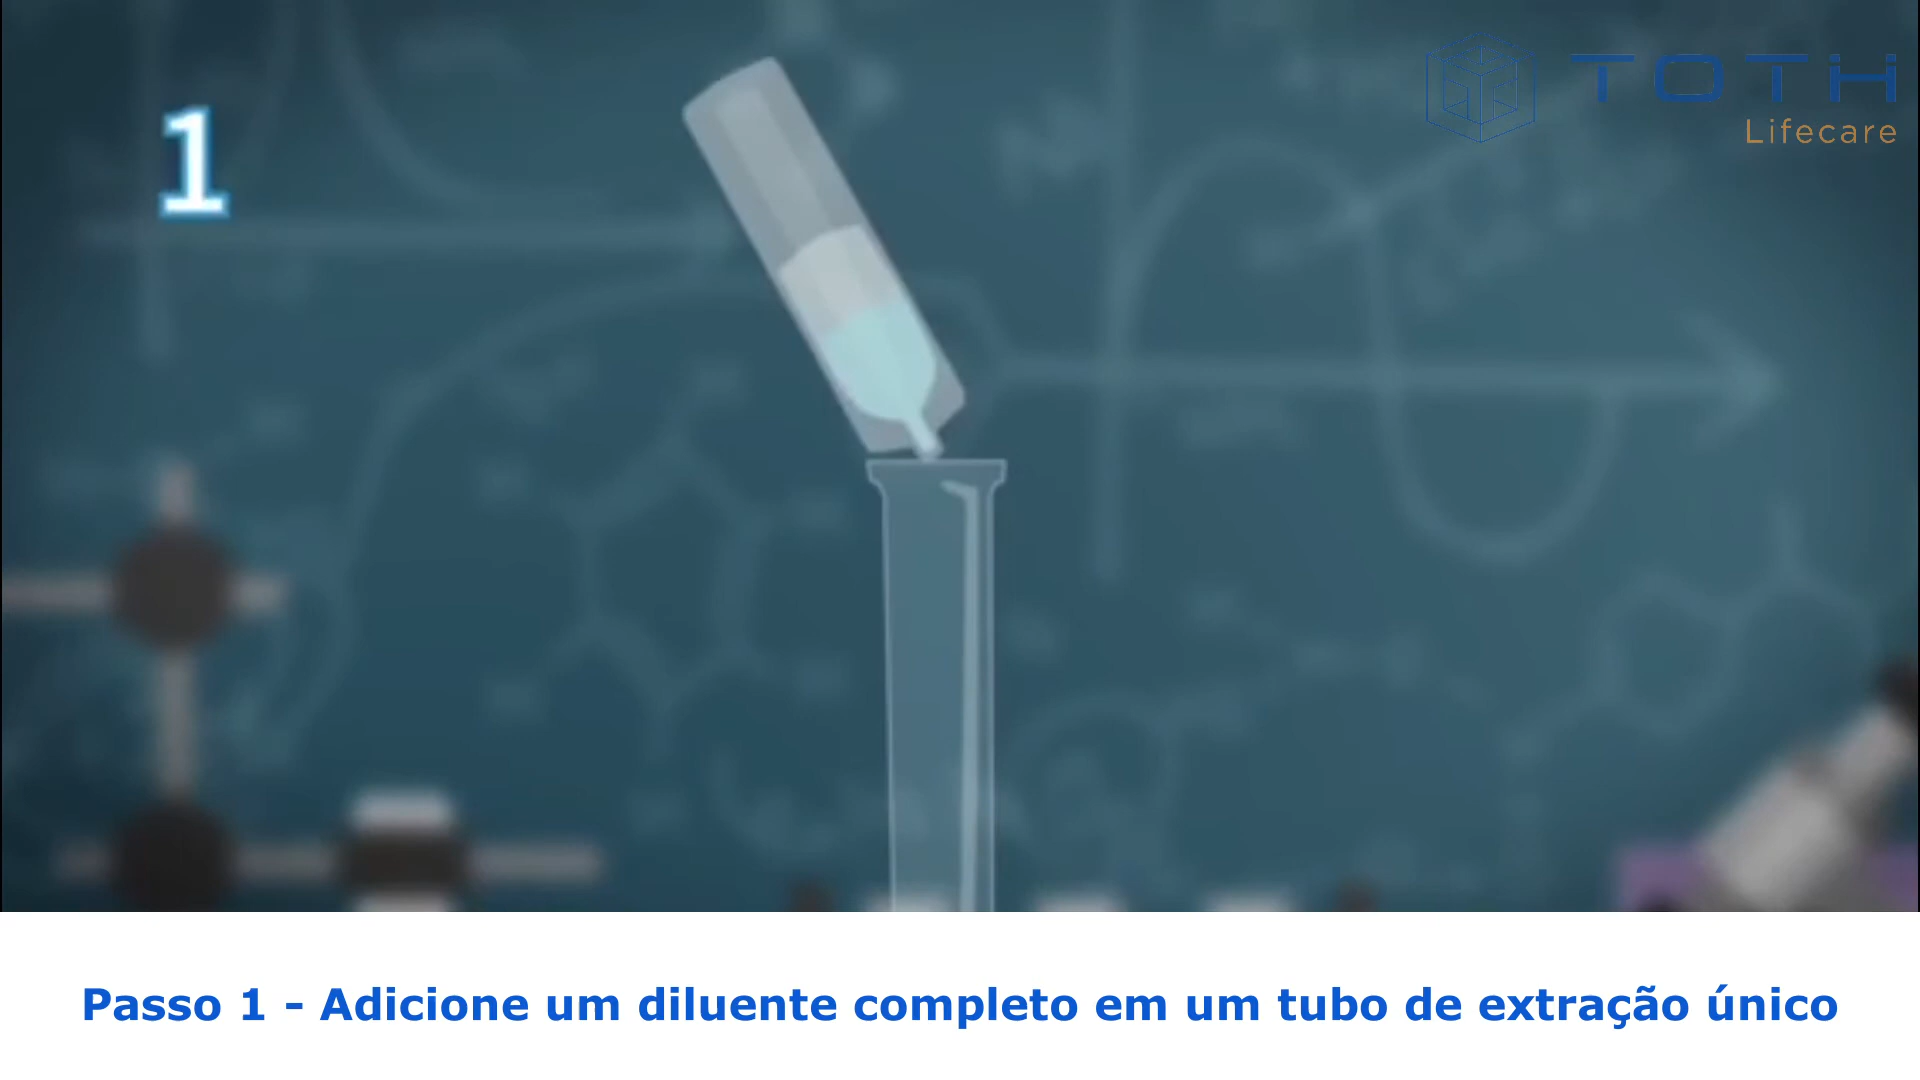 1
TOTH
Lifecare
Passo 1 - Adicione um diluente completo em um tubo de extração único